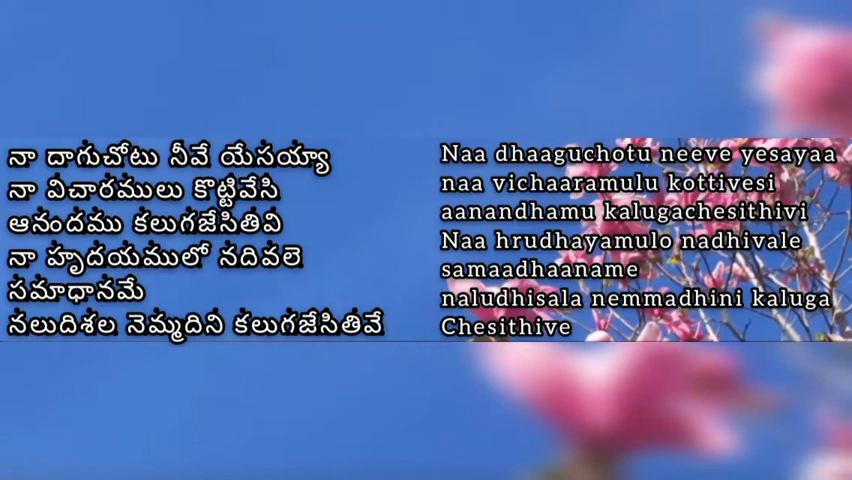 నా దాగుచోటు నీవే యేసయ్యా
నా విచారములు కొట్టివేసి
ఆనందము కలుగజేసితివి
నా హృదయములో నదివలె
సమాధానమే
నలుదిశల నెమ్మదిని కలుగజేసితివే
Naa dhaaguchotu neeve yesayaa
naa vichaaramulu kottivesi
aanandhamu kalugachesithivi
Naa hrudhayamulo nadhivale
samaadhaaname
naludhisala nemmadhini kaluga
Chesithive